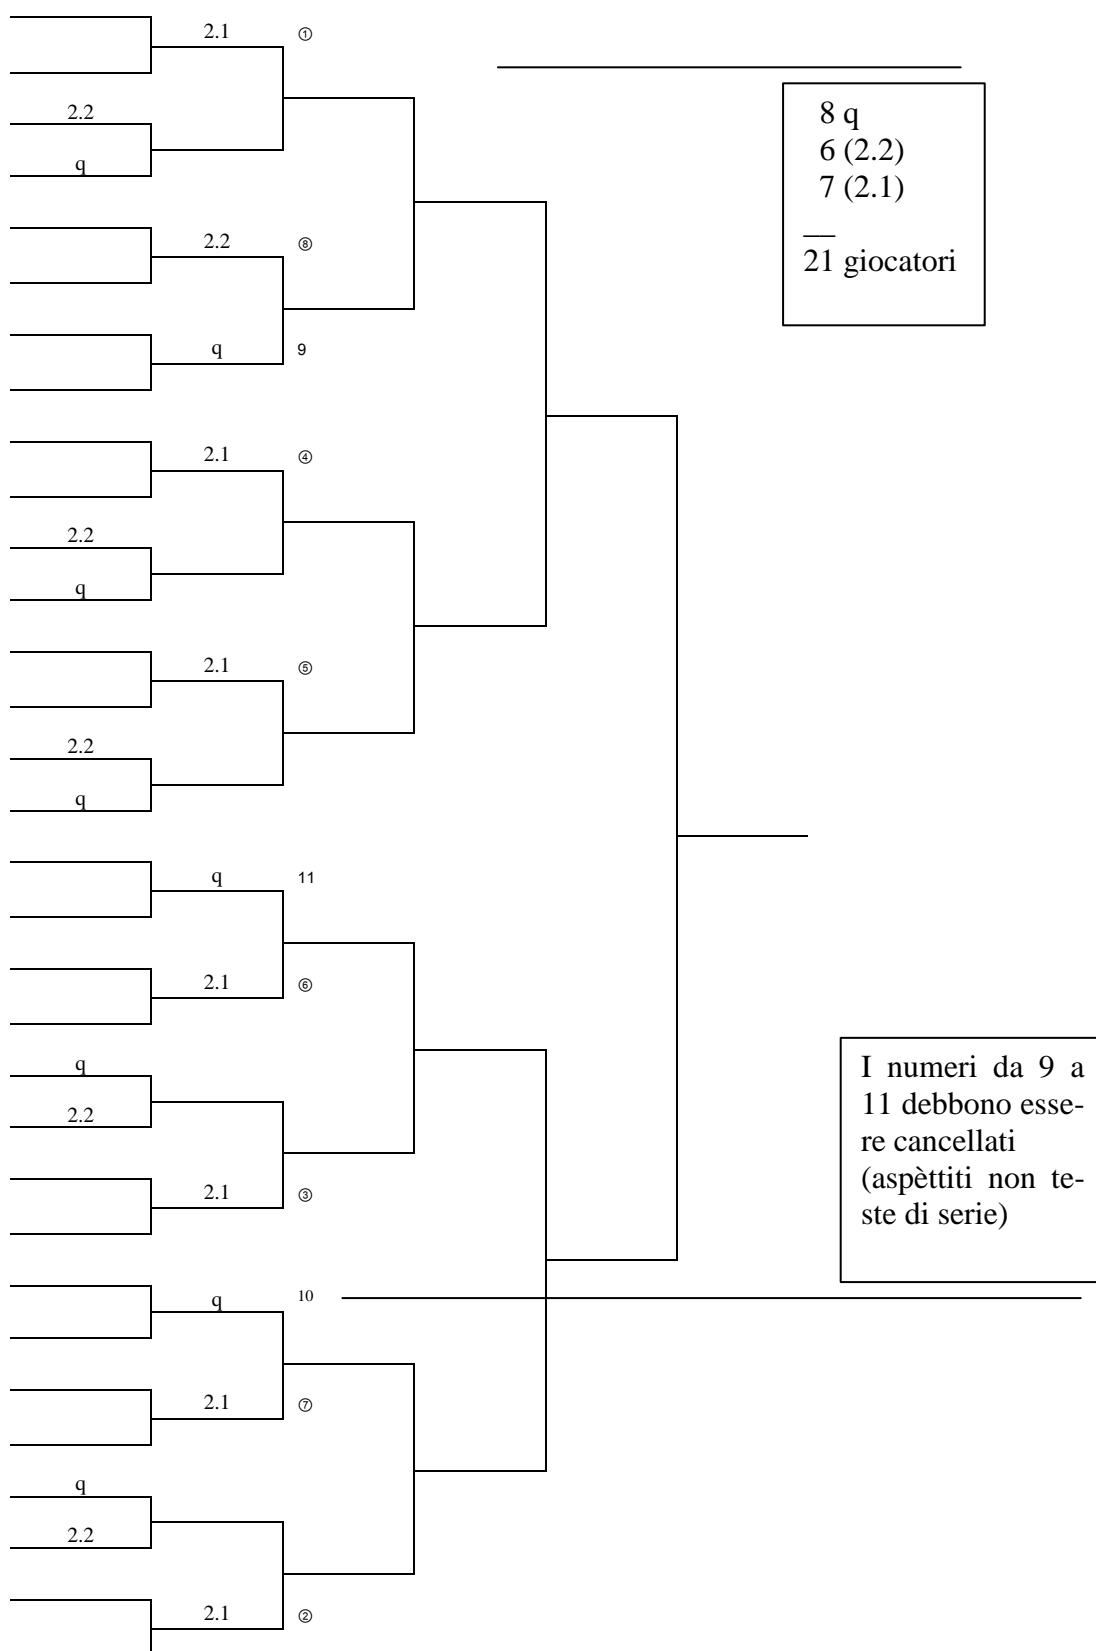 2.1 ①
2.2
q
8 q
6 (2.2)
7 (2.1)
21 giocatori
2.2 ⑧
q 9
2.1 ④
2.2
q
2.1 ⑤
2.2
q
q 11
2.1 ⑥
q
2.2
2.1 ③
I numeri da 9 a
11 debbono esse-
re cancellati
(aspèttiti non te-
ste di serie)
q 10
2.1 ⑦
q
2.2
2.1 ②